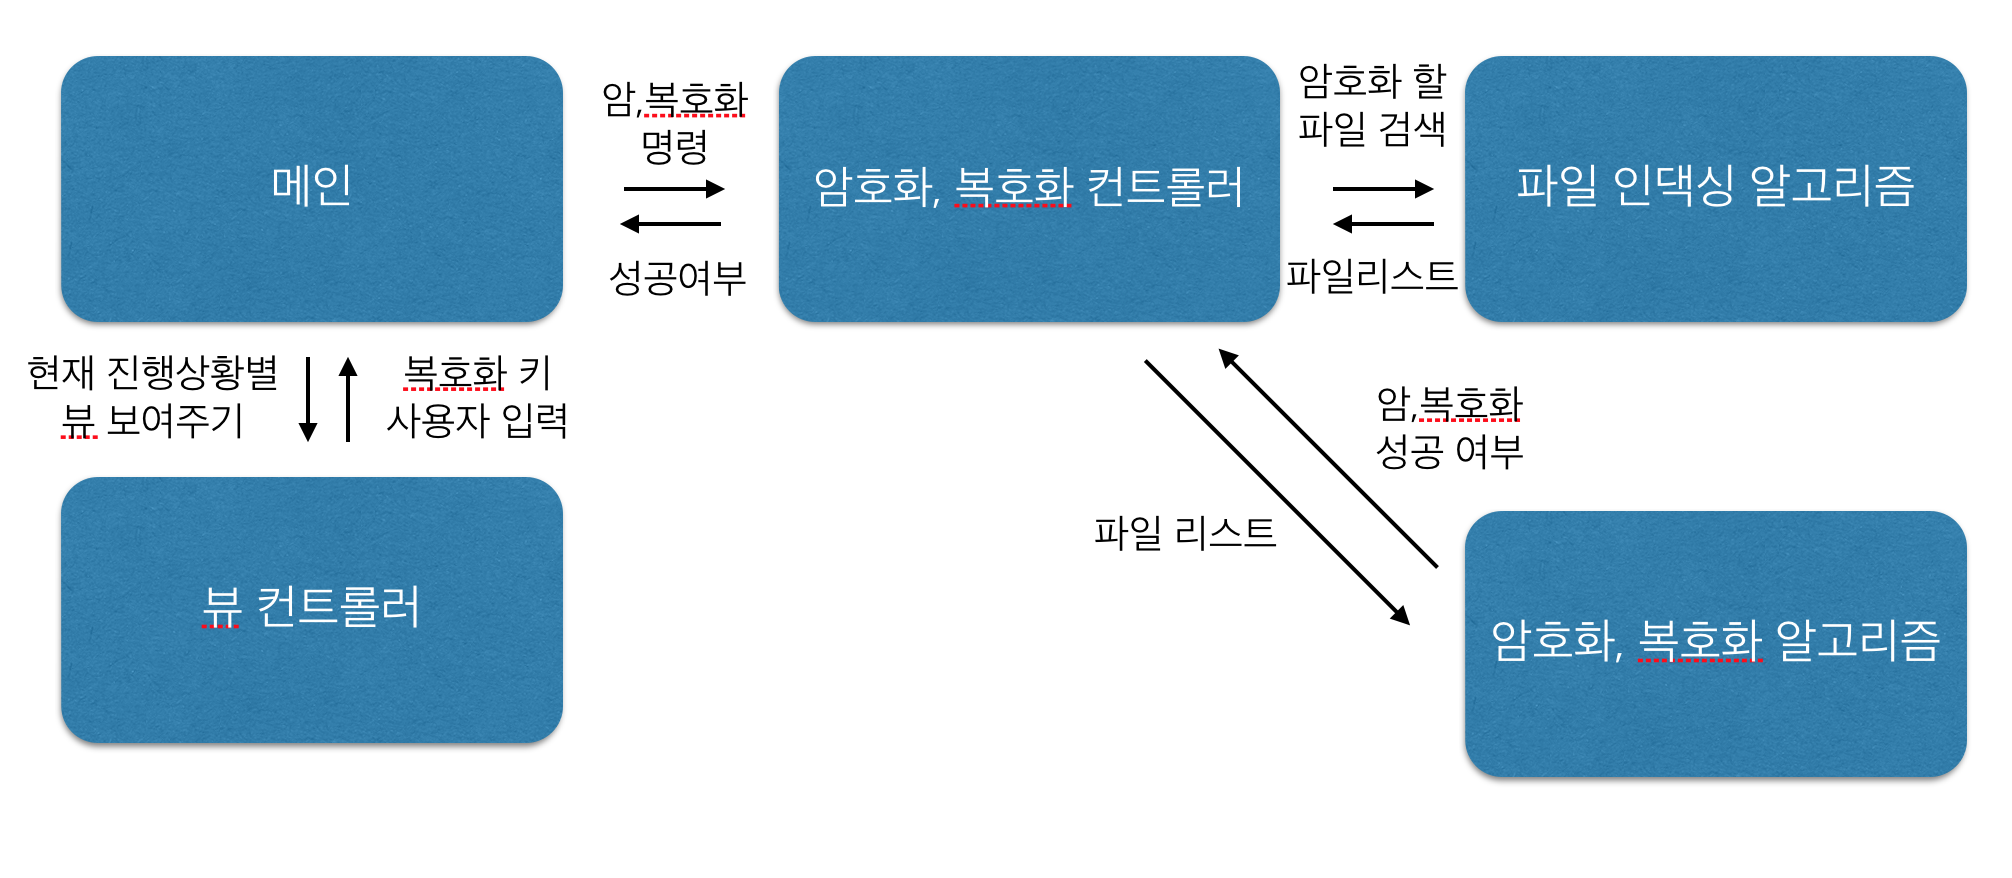 메인
암,복호화
명령
성공여부
암호화, 복호화 컨트롤러
암호화 할
파일 검색
파일리스트
파일 인댁싱 알고리즘
현재 진행상황별
뷰 보여주기
복호화 키
사용자 입력
뷰 컨트롤러
파일 리스트
암,복호화
성공 여부
암호화, 복호화 알고리즘